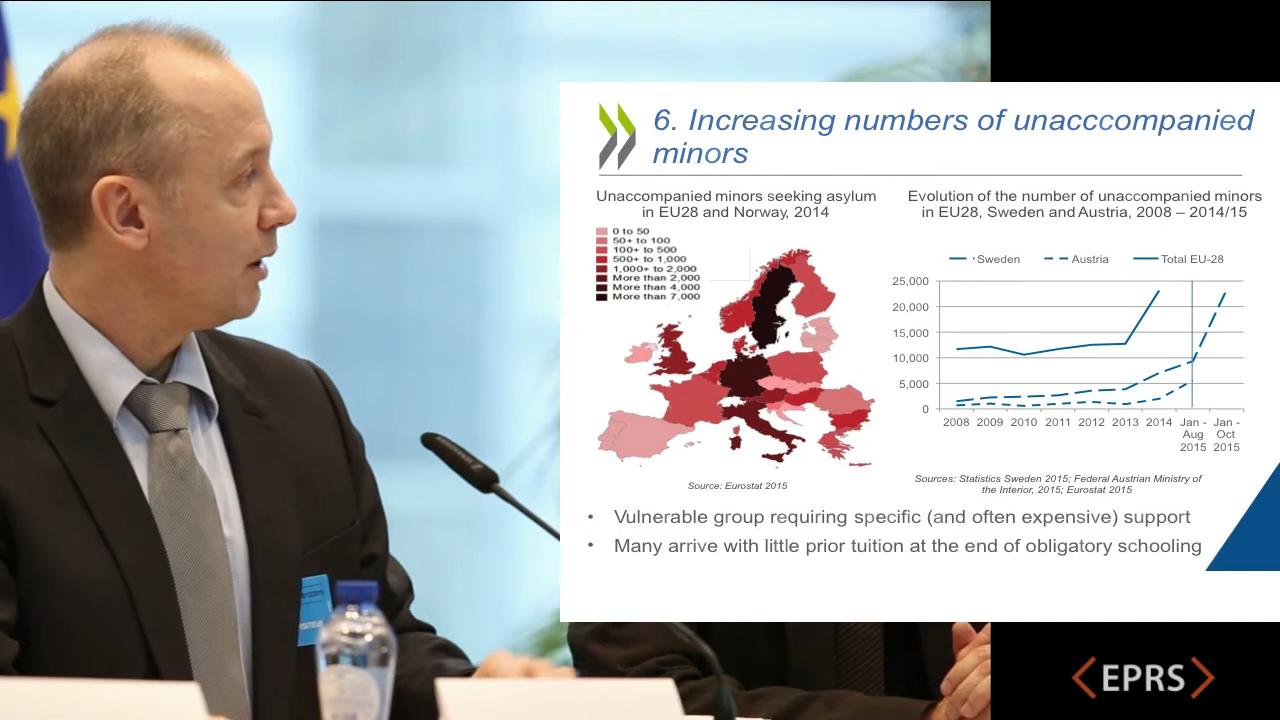 6. Increasing numbers of unacccompanied
minors
Unaccompanied minors seeking asylum
in EU28 and Norway, 2014
0 to 50
50+ to 100
100+ to 500
500+ to 1,000
1,000+ to 2,000
More than 2,000
More than 4,000
More than 7,000
Source: Eurostat 2015
Evolution of the number of unaccompanied minors
in EU28, Sweden and Austria, 2008 – 2014/15
Sweden Austria Total EU-28
25,000
20,000
15,000
10,000
5,000
0
2008 2009 2010 2011 2012 2013 2014 Jan - Jan -
Aug Oct
2015 2015
Sources: Statistics Sweden 2015; Federal Austrian Ministry of
the Interior, 2015; Eurostat 2015
• Vulnerable group requiring specific (and often expensive) support
• Many arrive with little prior tuition at the end of obligatory schooling
EPRS